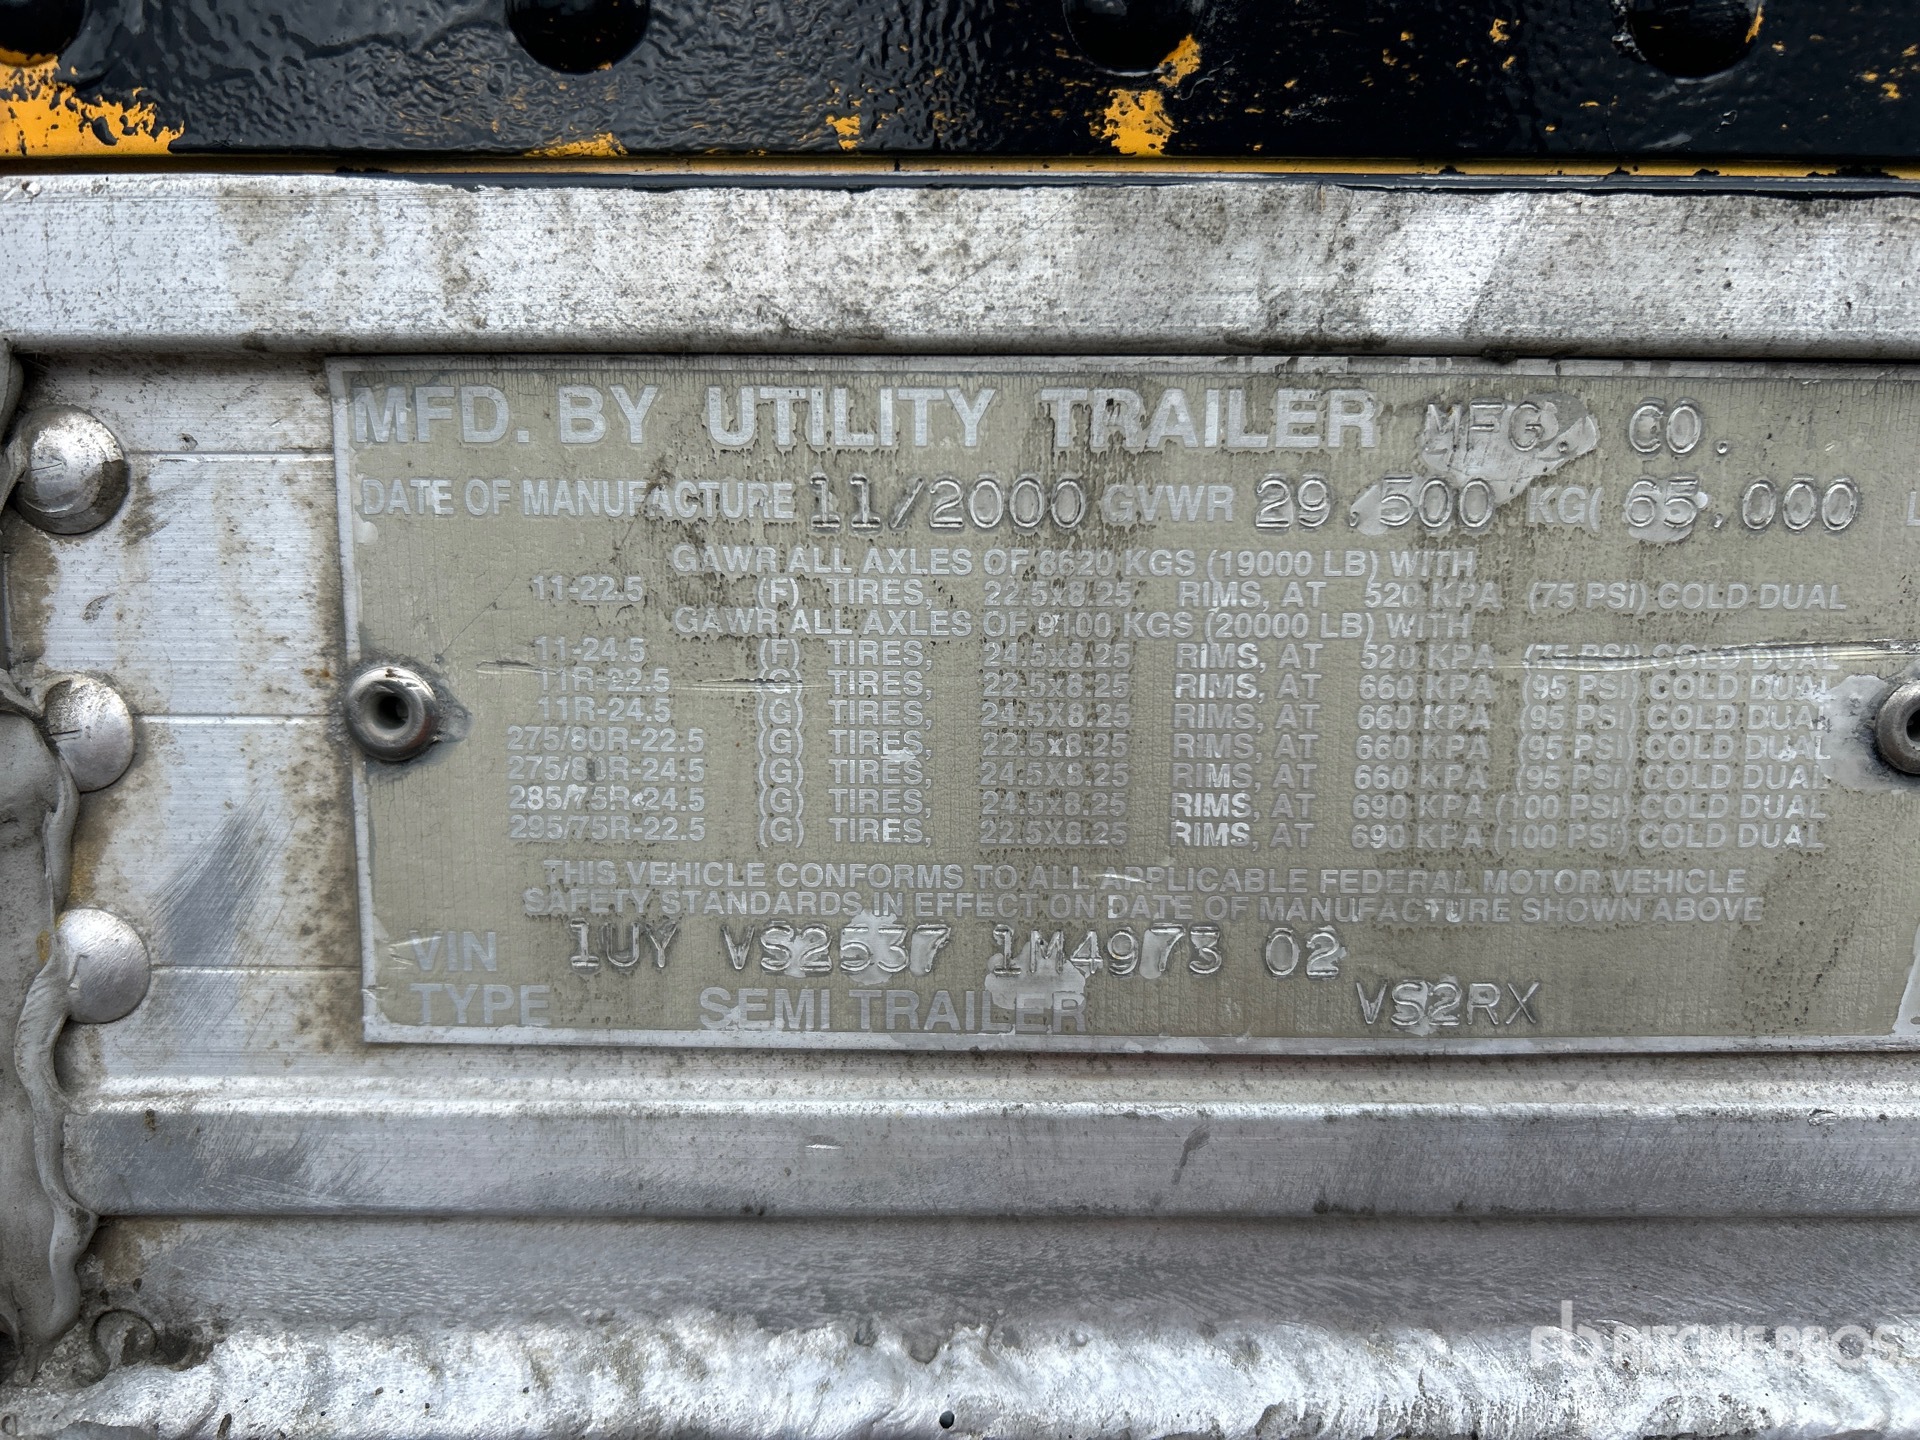 MFD. BY UTILITY TRAILER MFG. CO.
DATE OF MANUFACTURE 11/2000 GVWR 29,500 KG( 65,000 L
GAWR ALL AXLES OF 8620 KGS (19000 LB) WITH
11-22.5 (F) TIRES, 22.5X8.25 RIMS, AT 520 KPA (75 PSI) COLD DUAL
GAWR ALL AXLES OF 9100 KGS (20000 LB) WITH
11-24.5 (F) TIRES, 24.5X8.25 RIMS, AT 520 KPA (75 PSI) COLD DUAL
11R-22.5 (G) TIRES, 22.5X8.25 RIMS, AT 660 KPA (95 PSI) COLD DUAL
11R-24.5 (G) TIRES, 24.5X8.25 RIMS, AT 660 KPA (95 PSI) COLD DUAL
275/80R-22.5 (G) TIRES, 22.5X8.25 RIMS, AT 660 KPA (95 PSI) COLD DUAL
275/80R-24.5 (G) TIRES, 24.5X8.25 RIMS, AT 660 KPA (95 PSI) COLD DUAL
285/75R-24.5 (G) TIRES, 24.5X8.25 RIMS, AT 690 KPA (100 PSI) COLD DUAL
295/75R-22.5 (G) TIRES, 22.5X8.25 RIMS, AT 690 KPA (100 PSI) COLD DUAL
THIS VEHICLE CONFORMS TO ALL APPLICABLE FEDERAL MOTOR VEHICLE
SAFETY STANDARDS IN EFFECT ON DATE OF MANUFACTURE SHOWN ABOVE
VIN 1UY VS2537 1M4973 02
TYPE SEMI TRAILER VS2RX
rb RITCHIE BROS.